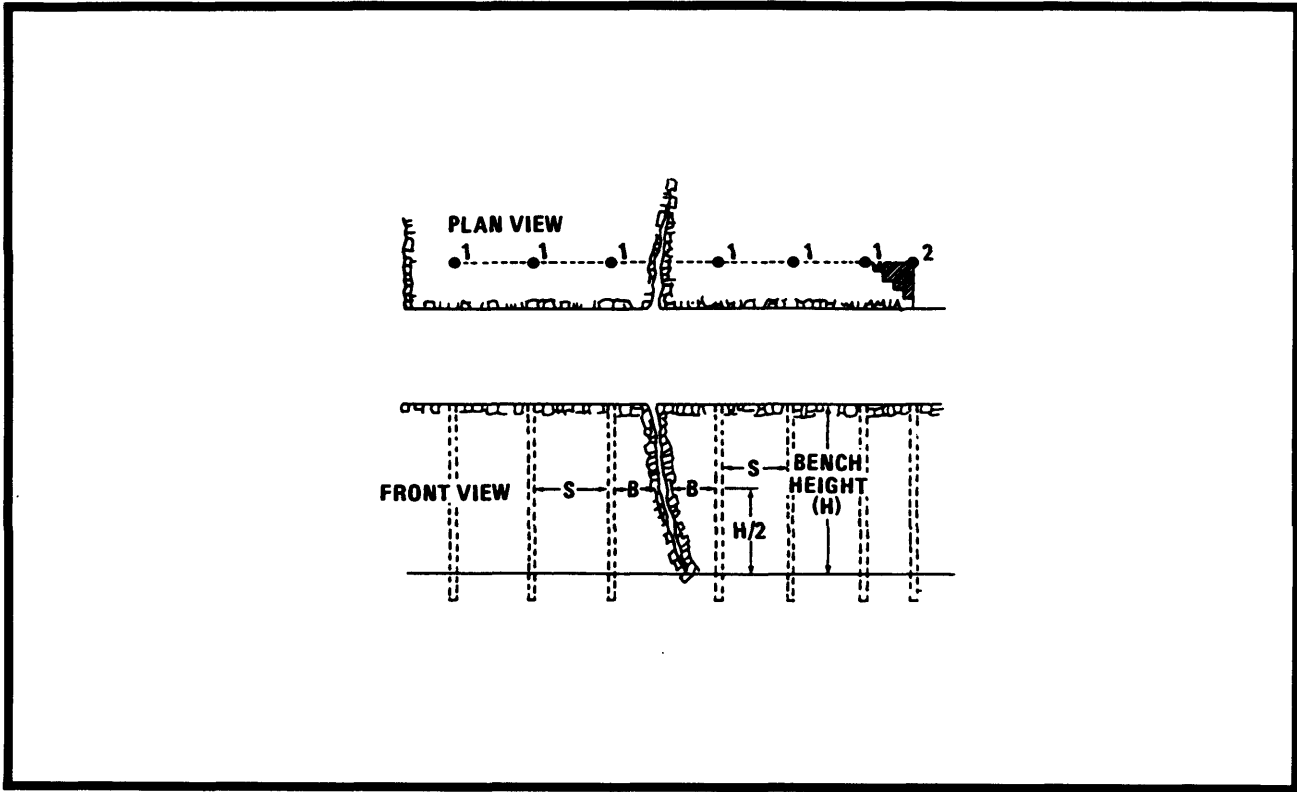 PLAN VIEW
1 1 1 1 1 1 2
FRONT VIEW
S B B S
BENCH
HEIGHT
(H)
H/2